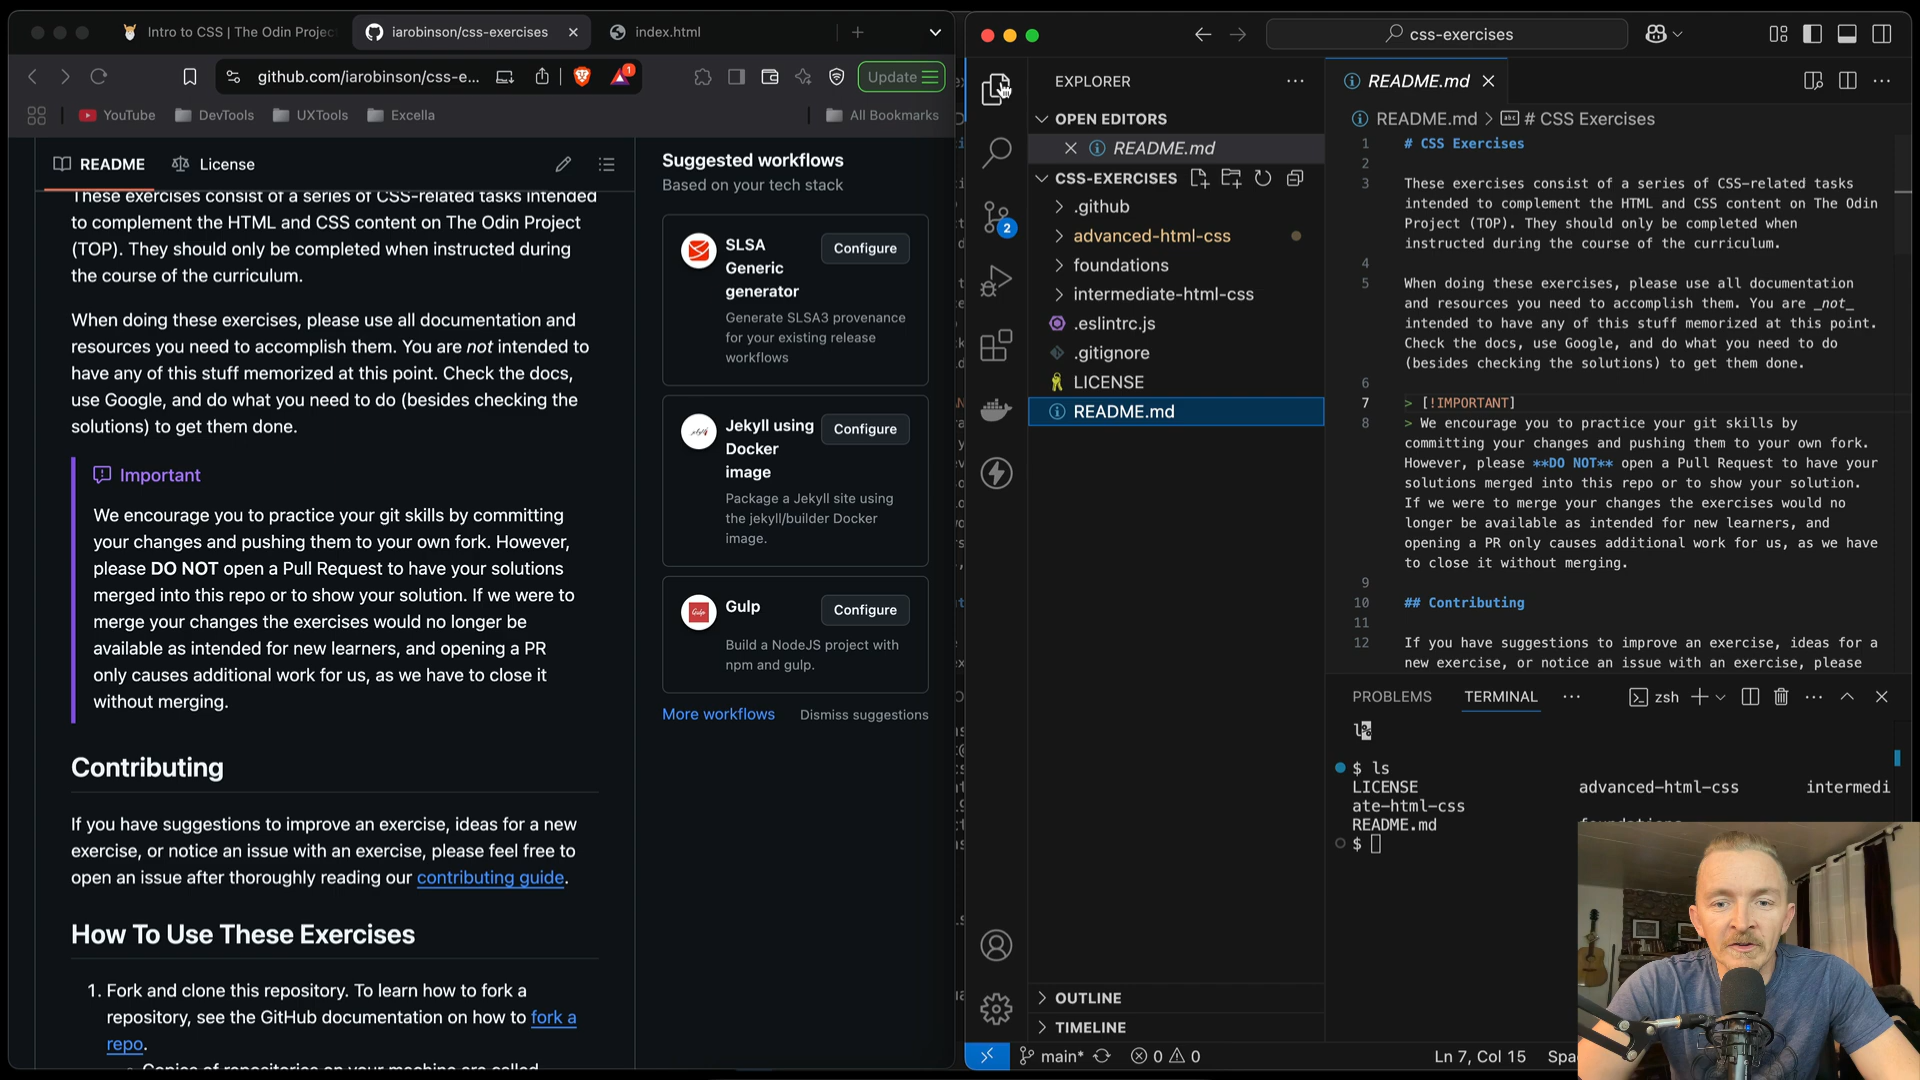 Intro to CSS | The Odin Projec
iarobinson/css-exercises
index.html
github.com/iarobinson/css-e...
1
Update
YouTube
DevTools
UXTools
Excella
All Bookmarks
README
License
These exercises consist of a series of CSS-related tasks intended
to complement the HTML and CSS content on The Odin Project
(TOP). They should only be completed when instructed during
the course of the curriculum.
When doing these exercises, please use all documentation and
resources you need to accomplish them. You are not intended to
have any of this stuff memorized at this point. Check the docs,
use Google, and do what you need to do (besides checking the
solutions) to get them done.
Important
We encourage you to practice your git skills by committing
your changes and pushing them to your own fork. However,
please DO NOT open a Pull Request to have your solutions
merged into this repo or to show your solution. If we were to
merge your changes the exercises would no longer be
available as intended for new learners, and opening a PR
only causes additional work for us, as we have to close it
without merging.
Contributing
If you have suggestions to improve an exercise, ideas for a new
exercise, or notice an issue with an exercise, please feel free to
open an issue after thoroughly reading our contributing guide.
How To Use These Exercises
1. Fork and clone this repository. To learn how to fork a
repository, see the GitHub documentation on how to fork a
repo.
Suggested workflows
Based on your tech stack
SLSA
Generic
generator
Configure
Generate SLSA3 provenance
for your existing release
workflows
Jekyll using
Docker
image
Configure
Package a Jekyll site using
the jekyll/builder Docker
image.
Gulp
Configure
Build a NodeJS project with
npm and gulp.
More workflows
Dismiss suggestions
css-exercises
EXPLORER
OPEN EDITORS
README.md
CSS-EXERCISES
.github
advanced-html-css
foundations
intermediate-html-css
.eslintrc.js
.gitignore
LICENSE
README.md
2
OUTLINE
TIMELINE
README.md
README.md > # CSS Exercises
1 # CSS Exercises
2
3 These exercises consist of a series of CSS-related tasks
intended to complement the HTML and CSS content on The Odin
Project (TOP). They should only be completed when
instructed during the course of the curriculum.
4
5 When doing these exercises, please use all documentation
and resources you need to accomplish them. You are _not_
intended to have any of this stuff memorized at this point.
Check the docs, use Google, and do what you need to do
(besides checking the solutions) to get them done.
6
7 > [!IMPORTANT]
8 > We encourage you to practice your git skills by
committing your changes and pushing them to your own fork.
However, please **DO NOT** open a Pull Request to have your
solutions merged into this repo or to show your solution.
If we were to merge your changes the exercises would no
longer be available as intended for new learners, and
opening a PR only causes additional work for us, as we have
to close it without merging.
9
10 ## Contributing
11
12 If you have suggestions to improve an exercise, ideas for a
new exercise, or notice an issue with an exercise, please
PROBLEMS
TERMINAL
zsh
l%
$ ls
LICENSE advanced-html-css intermedi
ate-html-css
README.md
$
main*
0 0
Ln 7, Col 15
Spa